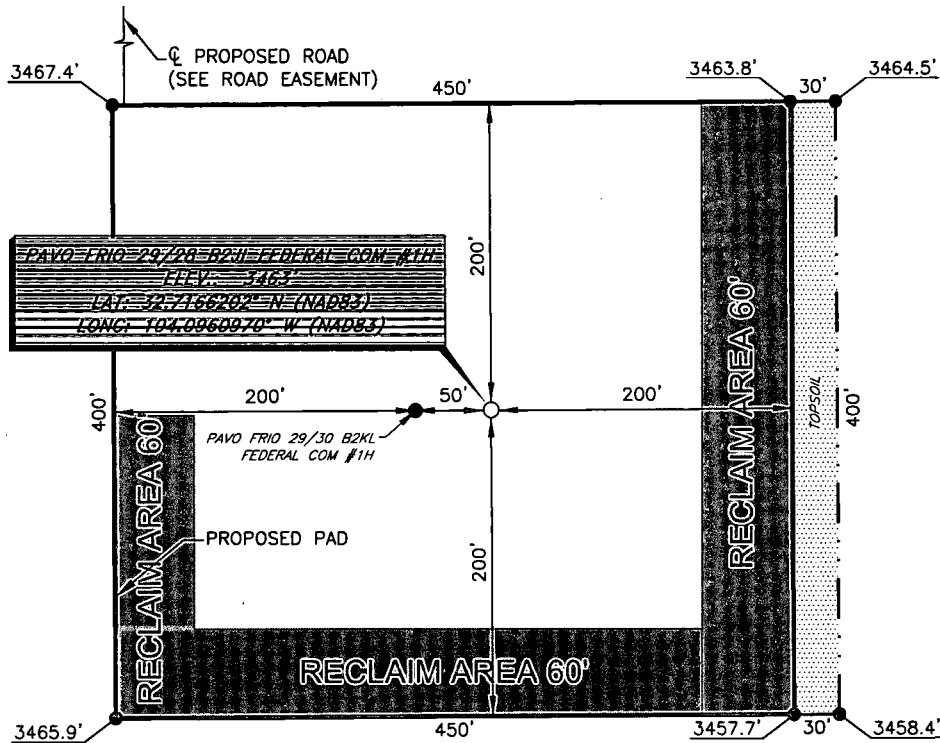 ℄ PROPOSED ROAD
(SEE ROAD EASEMENT)
3467.4'
450'
3463.8'
30'
3464.5'
200'
PAVO FRIO 29/28 B2JI FEDERAL COM #1H
ELEV.: 3463'
LAT: 32.7166202° N (NAD83)
LONG: 104.0960970° W (NAD83)
RECLAIM AREA 60'
TOPSOIL
400'
400'
200'
50'
200'
PAVO FRIO 29/30 B2KL
FEDERAL COM #1H
RECLAIM AREA 60'
PROPOSED PAD
200'
RECLAIM AREA 60'
3465.9'
450'
3457.7'
30'
3458.4'